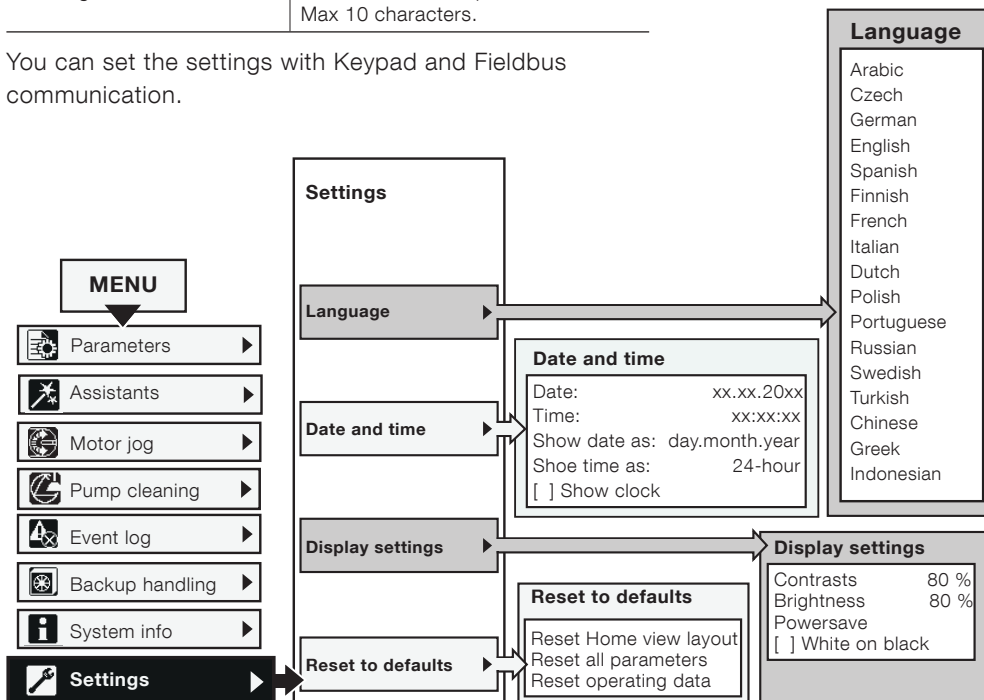 Max 10 characters.
You can set the settings with Keypad and Fieldbus
communication.
MENU
Parameters
Assistants
Motor jog
Pump cleaning
Event log
Backup handling
System info
Settings
Settings
Language
Date and time
Display settings
Reset to defaults
Language
Arabic
Czech
German
English
Spanish
Finnish
French
Italian
Dutch
Polish
Portuguese
Russian
Swedish
Turkish
Chinese
Greek
Indonesian
Date and time
Date: xx.xx.20xx
Time: xx:xx:xx
Show date as: day.month.year
Shoe time as: 24-hour
[ ] Show clock
Display settings
Contrasts 80 %
Brightness 80 %
Powersave
[ ] White on black
Reset to defaults
Reset Home view layout
Reset all parameters
Reset operating data